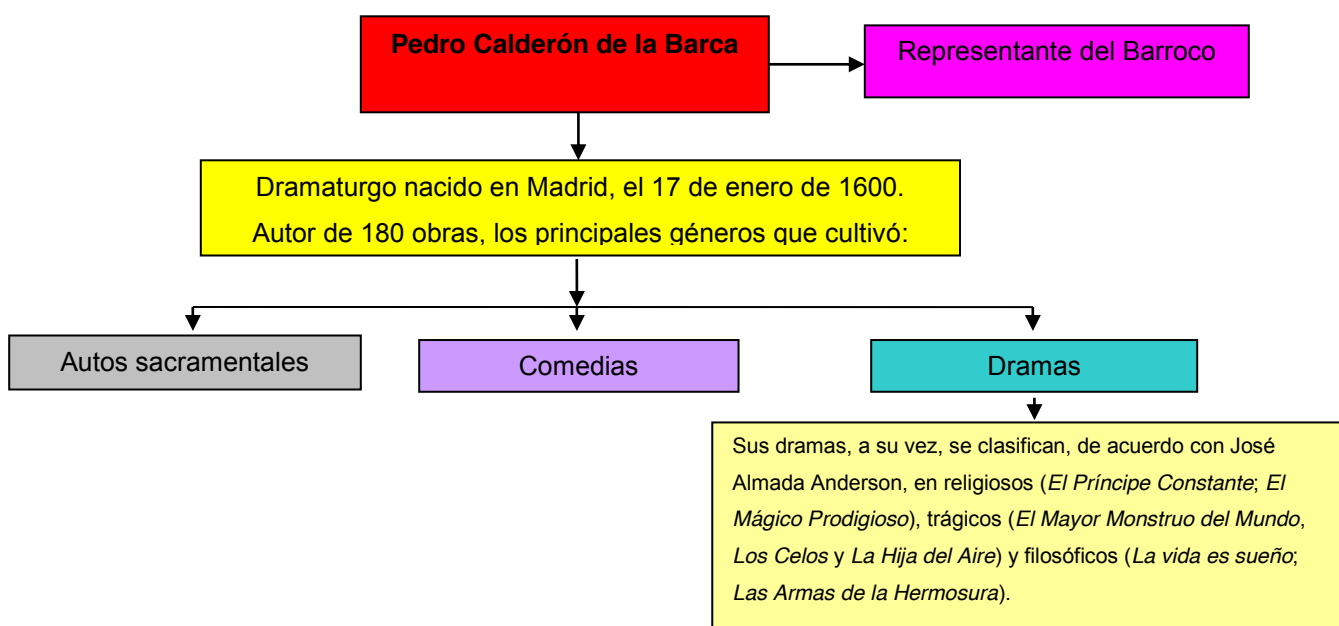 Pedro Calderón de la Barca
Representante del Barroco
Dramaturgo nacido en Madrid, el 17 de enero de 1600.
Autor de 180 obras, los principales géneros que cultivó:
Autos sacramentales
Comedias
Dramas
Sus dramas, a su vez, se clasifican, de acuerdo con José
Almada Anderson, en religiosos (El Príncipe Constante; El
Mágico Prodigioso), trágicos (El Mayor Monstruo del Mundo,
Los Celos y La Hija del Aire) y filosóficos (La vida es sueño;
Las Armas de la Hermosura).